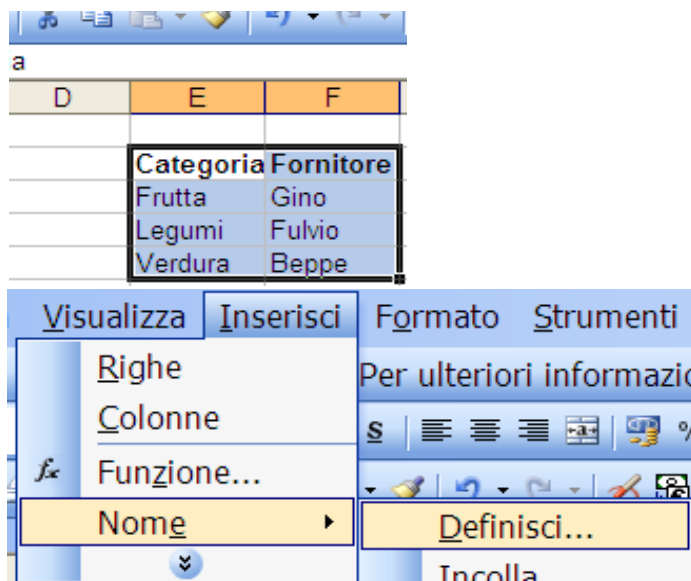 a
D E F
Categoria Fornitore
Frutta Gino
Legumi Fulvio
Verdura Beppe
Visualizza Inserisci Formato Strumenti
Righe
Per ulteriori
Colonne
S
%
fx Funzione...
Nome
Definisci...
Incolla